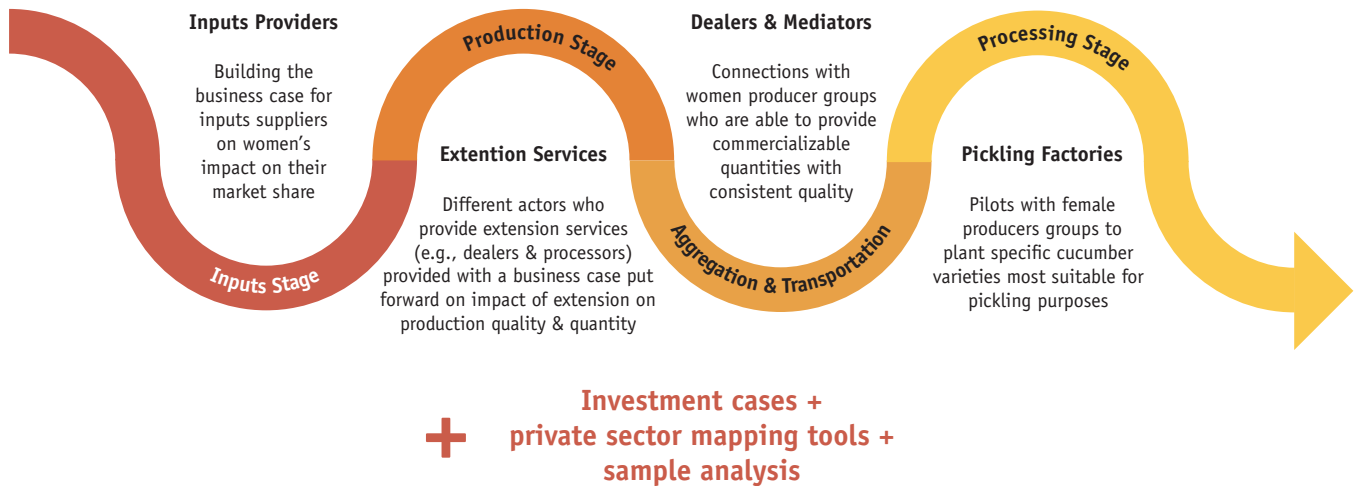 Inputs Providers
Building the
business case for
inputs suppliers
on women's
impact on their
market share
Inputs Stage
Production Stage
Extention Services
Different actors who
provide extension services
(e.g., dealers & processors)
provided with a business case put
forward on impact of extension on
production quality & quantity
Dealers & Mediators
Connections with
women producer groups
who are able to provide
commercializable
quantities with
consistent quality
Aggregation & Transportation
Processing Stage
Pickling Factories
Pilots with female
producers groups to
plant specific cucumber
varieties most suitable for
pickling purposes
+
Investment cases +
private sector mapping tools +
sample analysis